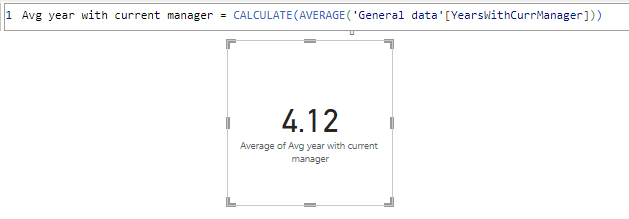 1 Avg year with current manager = CALCULATE(AVERAGE('General data'[YearsWithCurrManager]))
4.12
Average of Avg year with current
manager